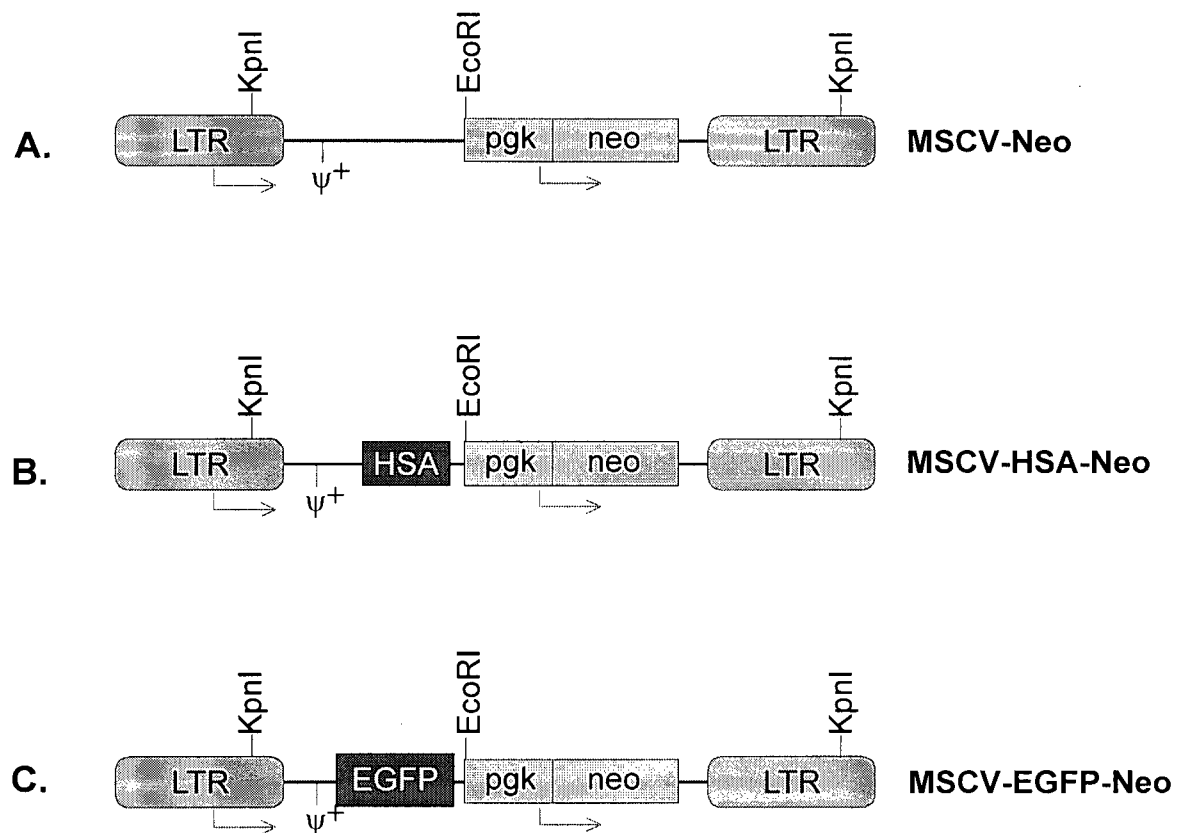 KpnI EcoRI KpnI
A. LTR pgk neo LTR MSCV-Neo
ψ+
KpnI EcoRI KpnI
B. LTR HSA pgk neo LTR MSCV-HSA-Neo
ψ+
KpnI EcoRI KpnI
C. LTR EGFP pgk neo LTR MSCV-EGFP-Neo
ψ+